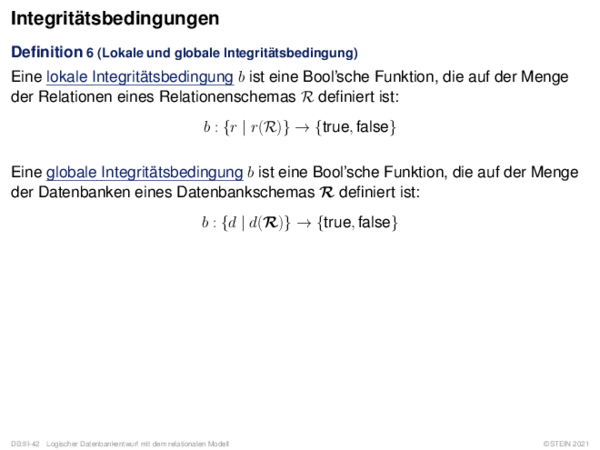 Integritätsbedingungen
Definition 6 (Lokale und globale Integritätsbedingung)
Eine lokale Integritätsbedingung b ist eine Bool'sche Funktion, die auf der Menge
der Relationen eines Relationenschemas ℛ definiert ist:
b : {r | r(ℛ)} → {true, false}
Eine globale Integritätsbedingung b ist eine Bool'sche Funktion, die auf der Menge
der Datenbanken eines Datenbankschemas 𝓡 definiert ist:
b : {d | d(𝓡)} → {true, false}
DB:III-42 Logischer Datenbankentwurf mit dem relationalen Modell ©STEIN 2021